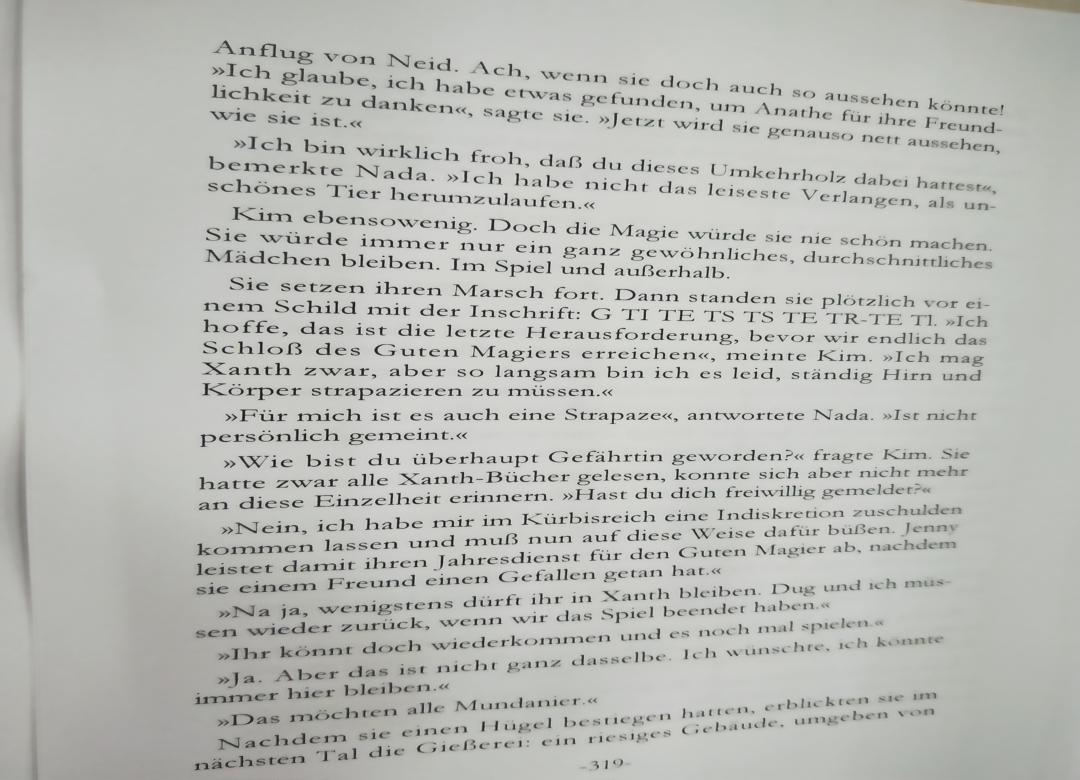 Anflug von Neid. Ach, wenn sie doch auch so aussehen könnte!
»Ich glaube, ich habe etwas gefunden, um Anathe für ihre Freund-
lichkeit zu danken«, sagte sie. »Jetzt wird sie genauso nett aussehen,
wie sie ist.«
»Ich bin wirklich froh, daß du dieses Umkehrholz dabei hattest«,
bemerkte Nada. »Ich habe nicht das leiseste Verlangen, als un-
schönes Tier herumzulaufen.«
Kim ebensowenig. Doch die Magie würde sie nie schön machen.
Sie würde immer nur ein ganz gewöhnliches, durchschnittliches
Mädchen bleiben. Im Spiel und außerhalb.
Sie setzen ihren Marsch fort. Dann standen sie plötzlich vor ei-
nem Schild mit der Inschrift: G TI TE TS TS TE TR-TE Tl. »Ich
hoffe, das ist die letzte Herausforderung, bevor wir endlich das
Schloß des Guten Magiers erreichen«, meinte Kim. »Ich mag
Xanth zwar, aber so langsam bin ich es leid, ständig Hirn und
Körper strapazieren zu müssen.«
»Für mich ist es auch eine Strapaze«, antwortete Nada. »Ist nicht
persönlich gemeint.«
»Wie bist du überhaupt Gefährtin geworden?« fragte Kim. Sie
hatte zwar alle Xanth-Bücher gelesen, konnte sich aber nicht mehr
an diese Einzelheit erinnern. »Hast du dich freiwillig gemeldet?«
»Nein, ich habe mir im Kürbisreich eine Indiskretion zuschulden
kommen lassen und muß nun auf diese Weise dafür büßen. Jenny
leistet damit ihren Jahresdienst für den Guten Magier ab, nachdem
sie einem Freund einen Gefallen getan hat.«
»Na ja, wenigstens dürft ihr in Xanth bleiben. Dug und ich müs-
sen wieder zurück, wenn wir das Spiel beendet haben.«
»Ihr könnt doch wiederkommen und es noch mal spielen.«
»Ja. Aber das ist nicht ganz dasselbe. Ich wünschte, ich könnte
immer hier bleiben.«
»Das möchten alle Mundanier.«
Nachdem sie einen Hügel bestiegen hatten, erblickten sie im
nächsten Tal die Gießerei: ein riesiges Gebäude, umgeben von
-319-